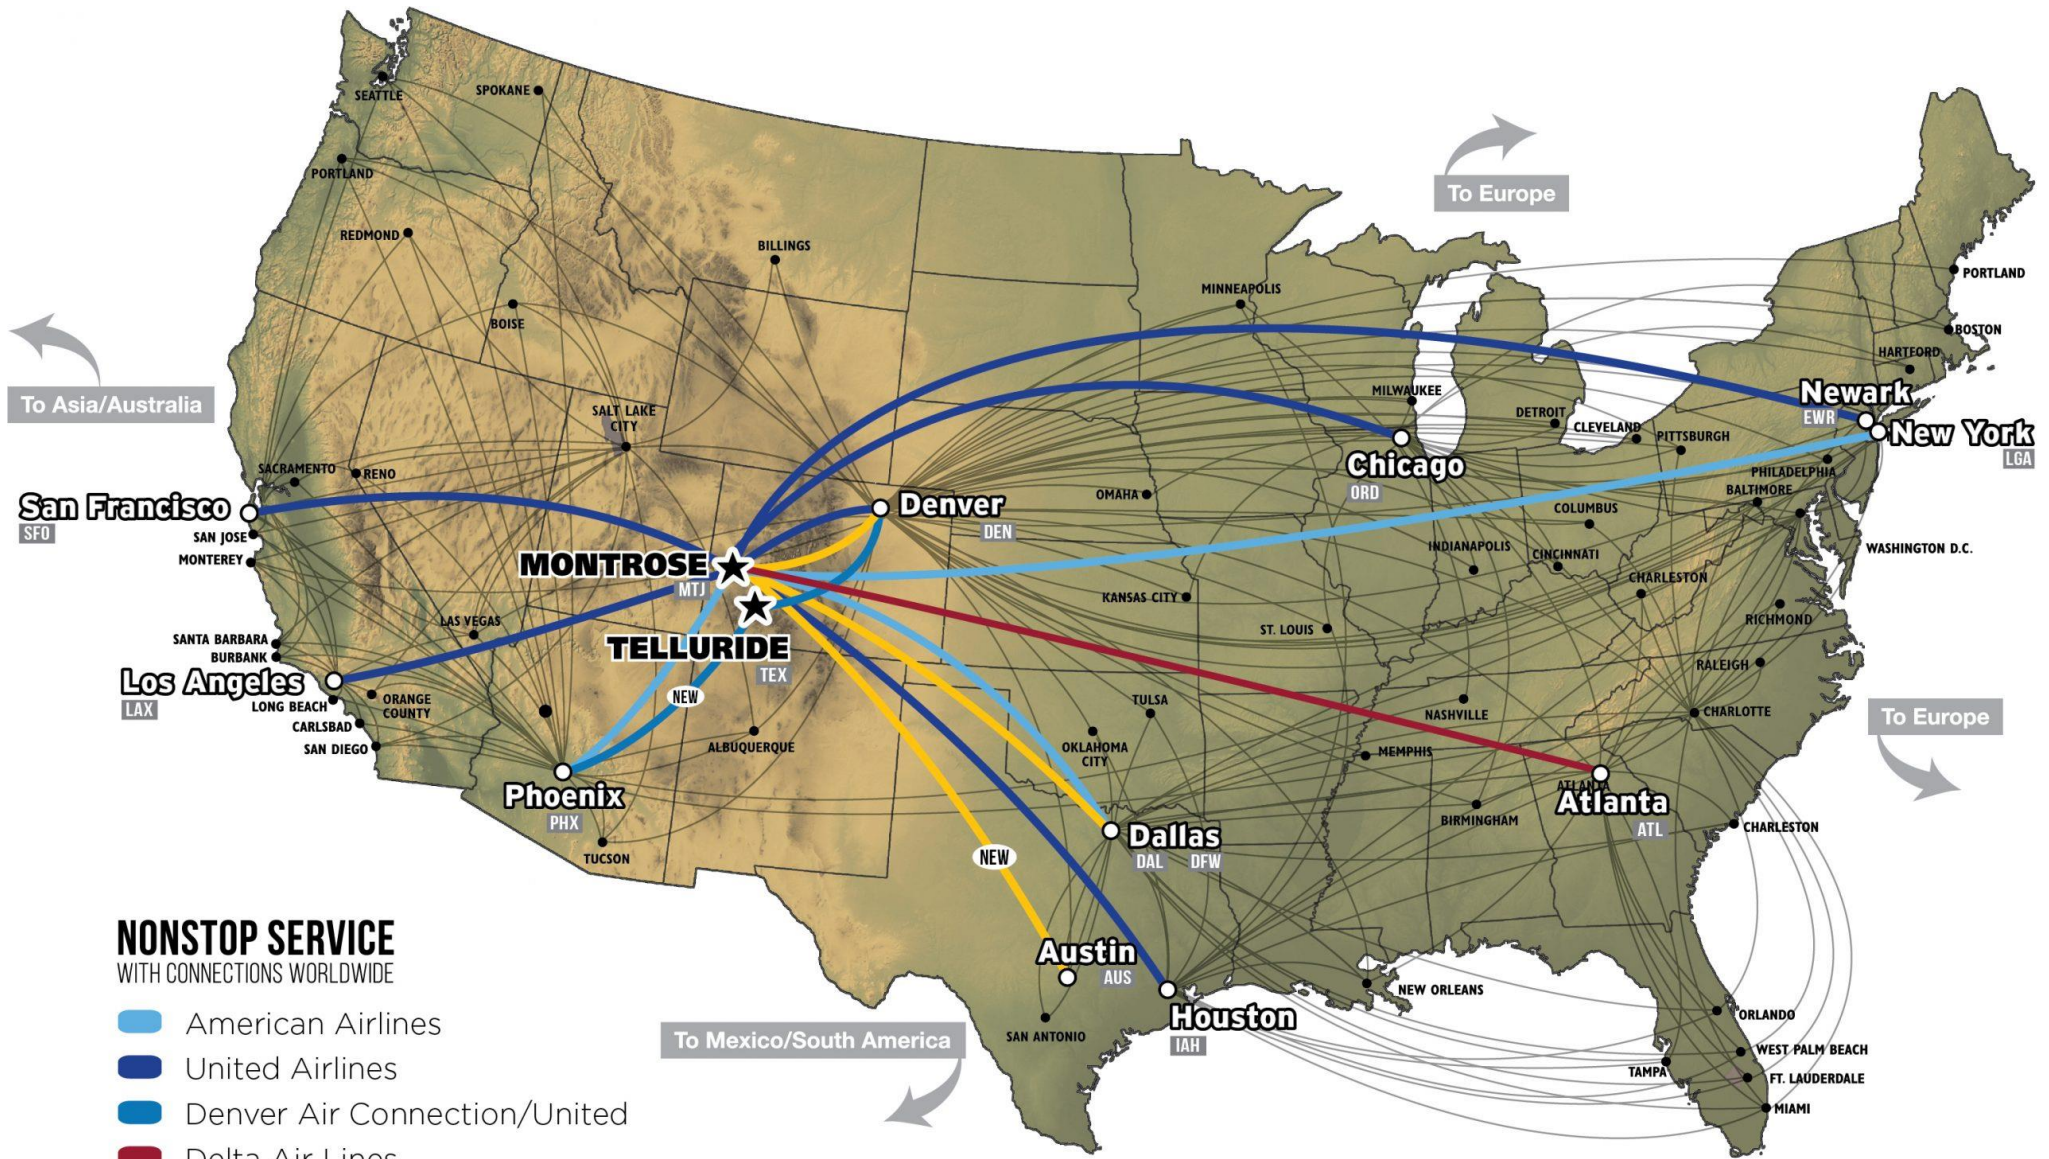 SEATTLE
SPOKANE
PORTLAND
REDMOND
BOISE
BILLINGS
MINNEAPOLIS
To Europe
PORTLAND
BOSTON
HARTFORD
To Asia/Australia
SALT LAKE
CITY
MILWAUKEE
DETROIT
CLEVELAND
PITTSBURGH
Newark
EWR
New York
LGA
SACRAMENTO
RENO
Chicago
ORD
PHILADELPHIA
BALTIMORE
San Francisco
SFO
SAN JOSE
MONTEREY
Denver
DEN
OMAHA
COLUMBUS
INDIANAPOLIS
CINCINNATI
WASHINGTON D.C.
MONTROSE
MTJ
KANSAS CITY
CHARLESTON
RICHMOND
LAS VEGAS
ST. LOUIS
SANTA BARBARA
BURBANK
TELLURIDE
TEX
RALEIGH
Los Angeles
LAX
LONG BEACH
ORANGE
COUNTY
CARLSBAD
SAN DIEGO
NEW
ALBUQUERQUE
TULSA
OKLAHOMA
CITY
NASHVILLE
MEMPHIS
CHARLOTTE
To Europe
Phoenix
PHX
TUCSON
Dallas
DAL
DFW
BIRMINGHAM
ATLANTA
Atlanta
ATL
CHARLESTON
NEW
Austin
AUS
SAN ANTONIO
Houston
IAH
NEW ORLEANS
ORLANDO
WEST PALM BEACH
TAMPA
FT. LAUDERDALE
MIAMI
To Mexico/South America
NONSTOP SERVICE
WITH CONNECTIONS WORLDWIDE
American Airlines
United Airlines
Denver Air Connection/United
Delta Air Lines